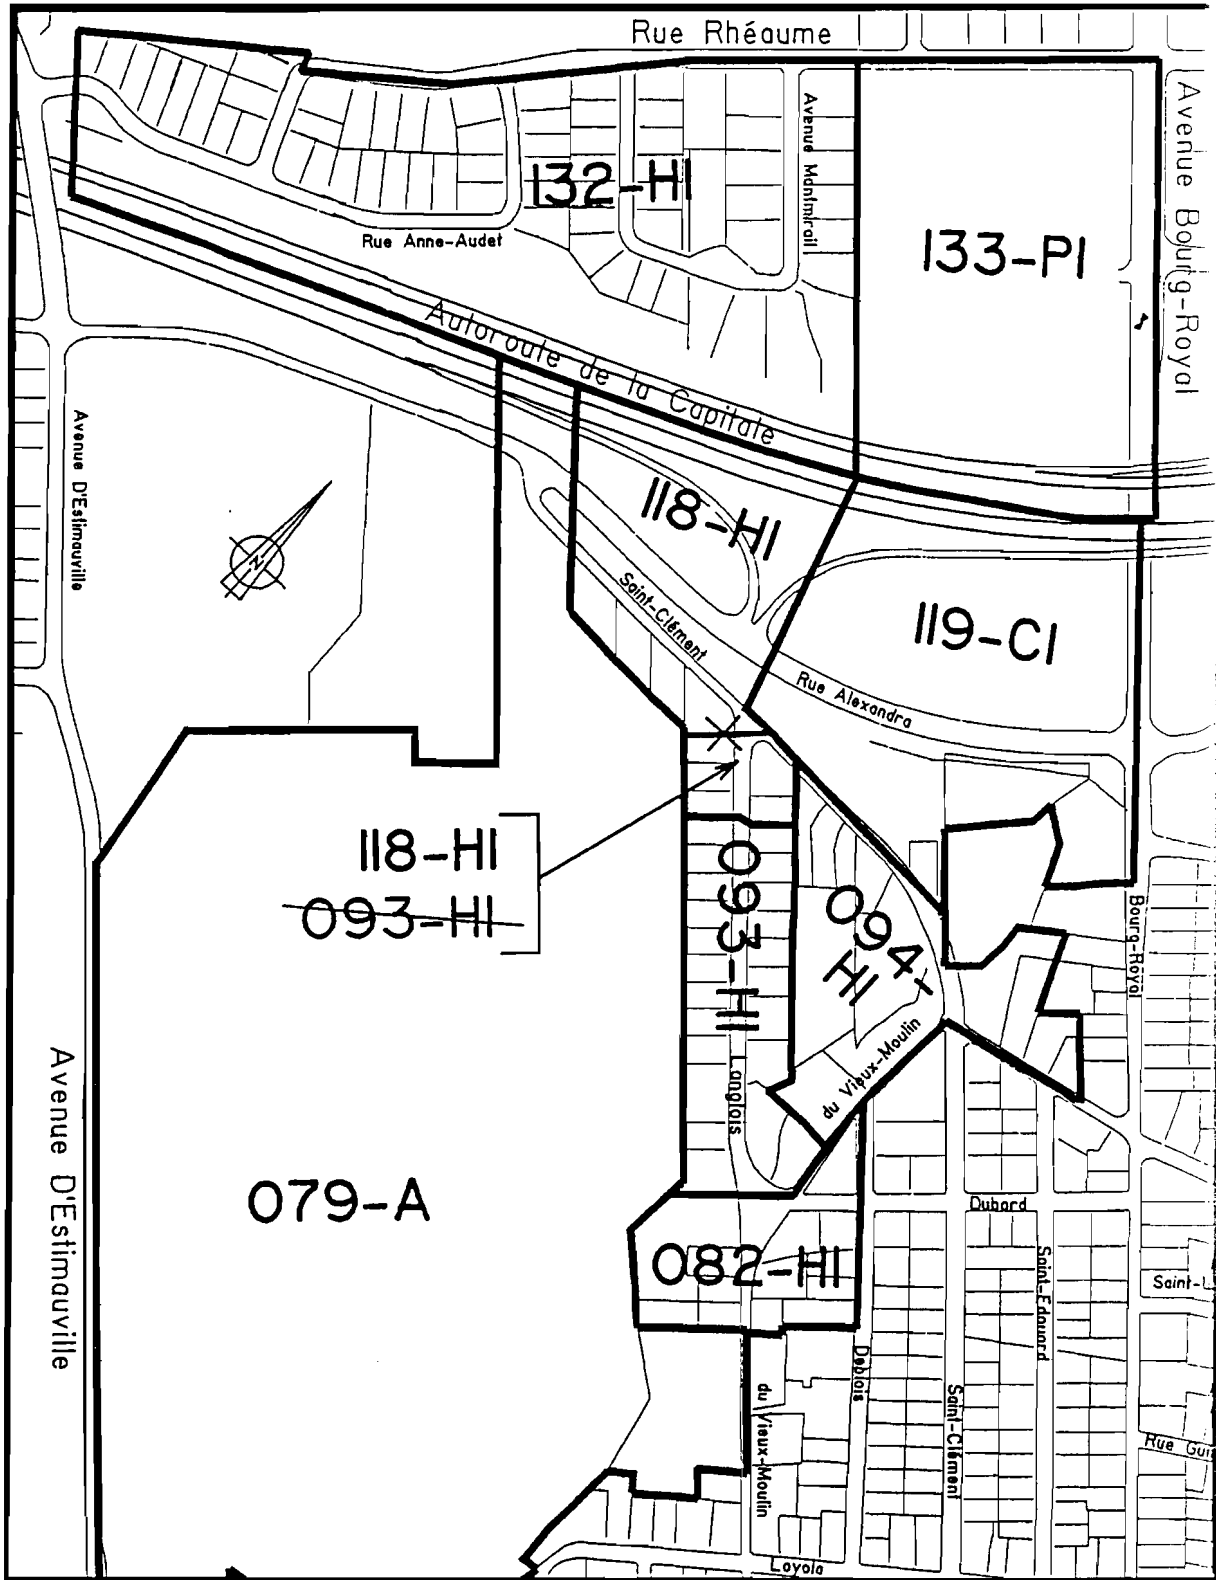 Rue Rhéaume
Avenue Bourg-Royal
Avenue Montmirail
132-HI
133-PI
Rue Anne-Audet
Autoroute de la Capitale
Avenue D'Estimauville
N
118-HI
Saint-Clément
119-CI
Rue Alexandra
118-HI
093-HI
093-HI
094-
HI
Bourg-Royal
du Vieux-Moulin
Langlois
Avenue D'Estimauville
079-A
Dubord
082-HI
Saint-Edouard
Saint-L
Deblois
du Vieux-Moulin
Saint-Clément
Rue Gui
Loyola